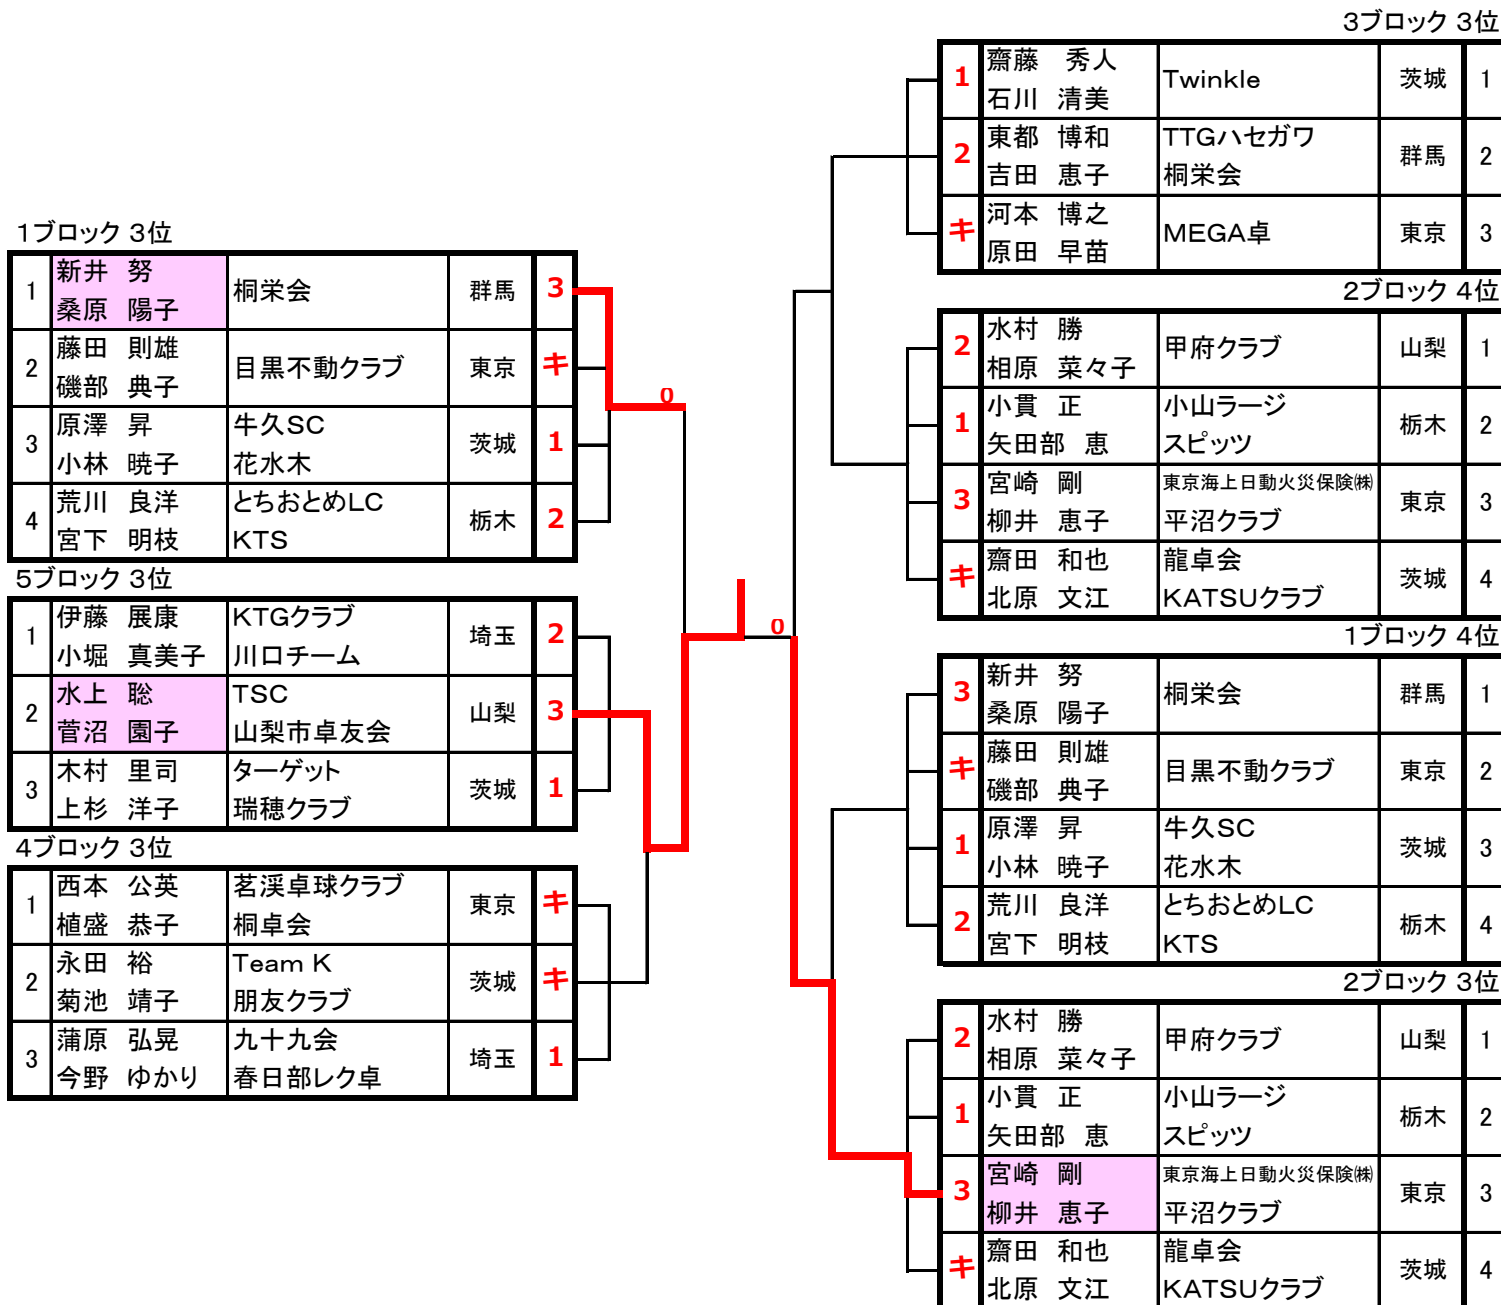 1ブロック 3位
1 新井 努 桐栄会 群馬 3
桑原 陽子
2 藤田 則雄 目黒不動クラブ 東京 キ
磯部 典子
3 原澤 昇 牛久SC 茨城 1
小林 暁子 花水木
4 荒川 良洋 とちおとめLC 栃木 2
宮下 明枝 KTS
0
5ブロック 3位
1 伊藤 展康 KTGクラブ 埼玉 2
小堀 真美子 川口チーム
2 水上 聡 TSC 山梨 3
菅沼 園子 山梨市卓友会
3 木村 里司 ターゲット 茨城 1
上杉 洋子 瑞穂クラブ
4ブロック 3位
1 西本 公英 茗渓卓球クラブ 東京 キ
植盛 恭子 桐卓会
2 永田 裕 Team K 茨城 キ
菊池 靖子 朋友クラブ
3 蒲原 弘晃 九十九会 埼玉 1
今野 ゆかり 春日部レク卓
0
3ブロック 3位
1 齋藤 秀人 Twinkle 茨城 1
石川 清美
2 東都 博和 TTGハセガワ 群馬 2
吉田 恵子 桐栄会
キ 河本 博之 MEGA卓 東京 3
原田 早苗
2ブロック 4位
2 水村 勝 甲府クラブ 山梨 1
相原 菜々子
1 小貫 正 小山ラージ 栃木 2
矢田部 恵 スピッツ
3 宮崎 剛 東京海上日動火災保険㈱ 東京 3
柳井 恵子 平沼クラブ
キ 齋田 和也 龍卓会 茨城 4
北原 文江 KATSUクラブ
1ブロック 4位
3 新井 努 桐栄会 群馬 1
桑原 陽子
キ 藤田 則雄 目黒不動クラブ 東京 2
磯部 典子
1 原澤 昇 牛久SC 茨城 3
小林 暁子 花水木
2 荒川 良洋 とちおとめLC 栃木 4
宮下 明枝 KTS
2ブロック 3位
2 水村 勝 甲府クラブ 山梨 1
相原 菜々子
1 小貫 正 小山ラージ 栃木 2
矢田部 恵 スピッツ
3 宮崎 剛 東京海上日動火災保険㈱ 東京 3
柳井 恵子 平沼クラブ
キ 齋田 和也 龍卓会 茨城 4
北原 文江 KATSUクラブ